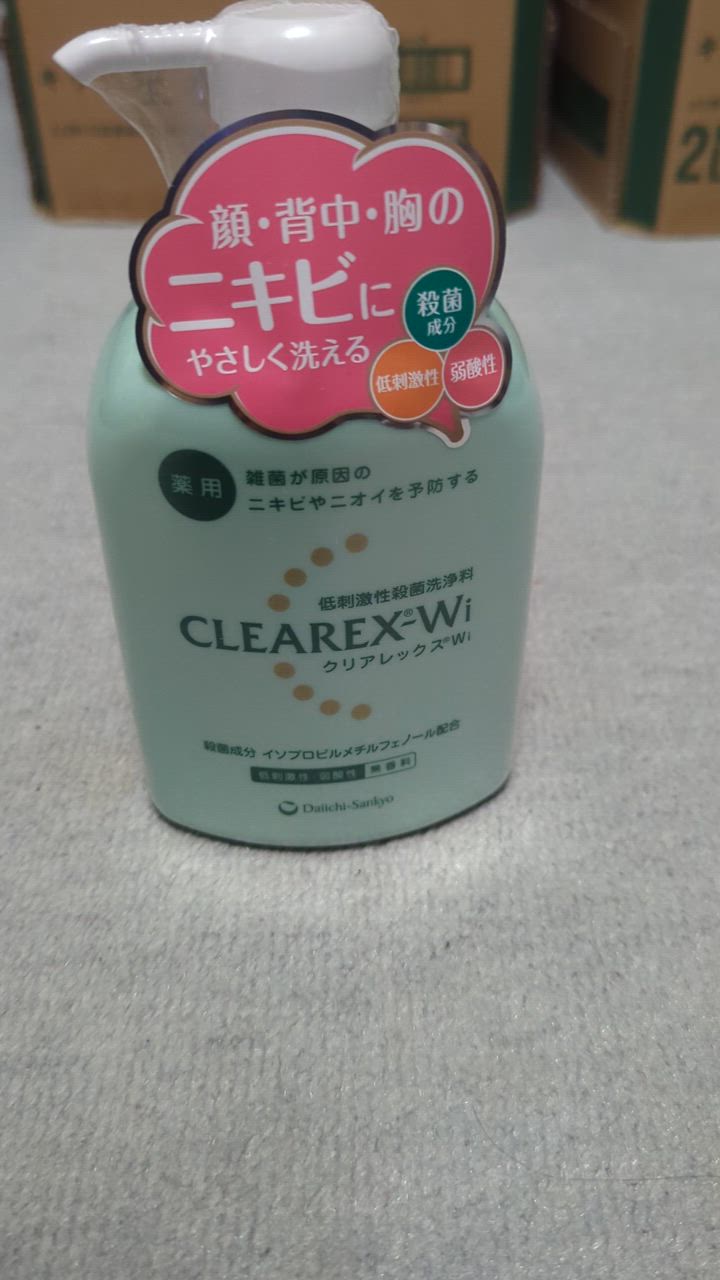 顔・背中・胸の
ニキビに
やさしく洗える
殺菌
成分
低刺激性
弱酸性
薬用
雑菌が原因の
ニキビやニオイを予防する
低刺激性殺菌洗浄料
CLEAREX®-Wi
クリアレックス®Wi
殺菌成分 イソプロピルメチルフェノール配合
低刺激性 弱酸性 無香料
Daiichi-Sankyo